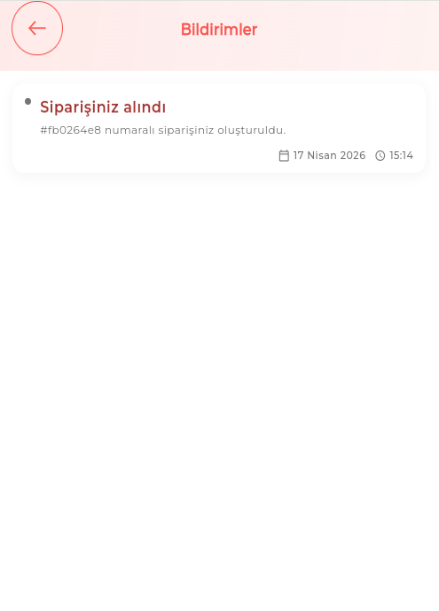 Bildirimler
Siparişiniz alındı
#fb0264e8 numaralı siparişiniz oluşturuldu.
17 Nisan 2026 15:14